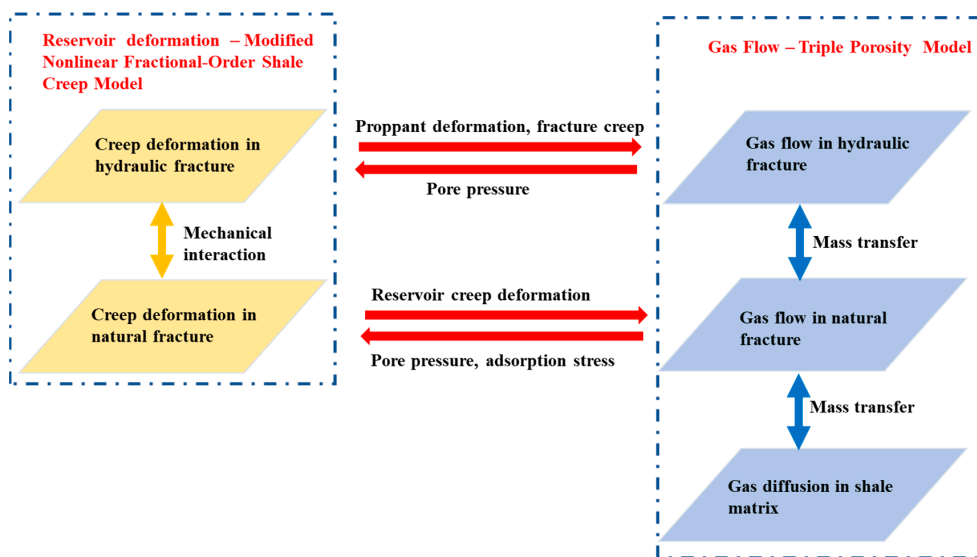 Reservoir deformation – Modified
Nonlinear Fractional-Order Shale
Creep Model
Creep deformation in
hydraulic fracture
Mechanical
interaction
Creep deformation in
natural fracture
Proppant deformation, fracture creep
Pore pressure
Reservoir creep deformation
Pore pressure, adsorption stress
Gas Flow – Triple Porosity Model
Gas flow in hydraulic
fracture
Mass transfer
Gas flow in natural
fracture
Mass transfer
Gas diffusion in shale
matrix